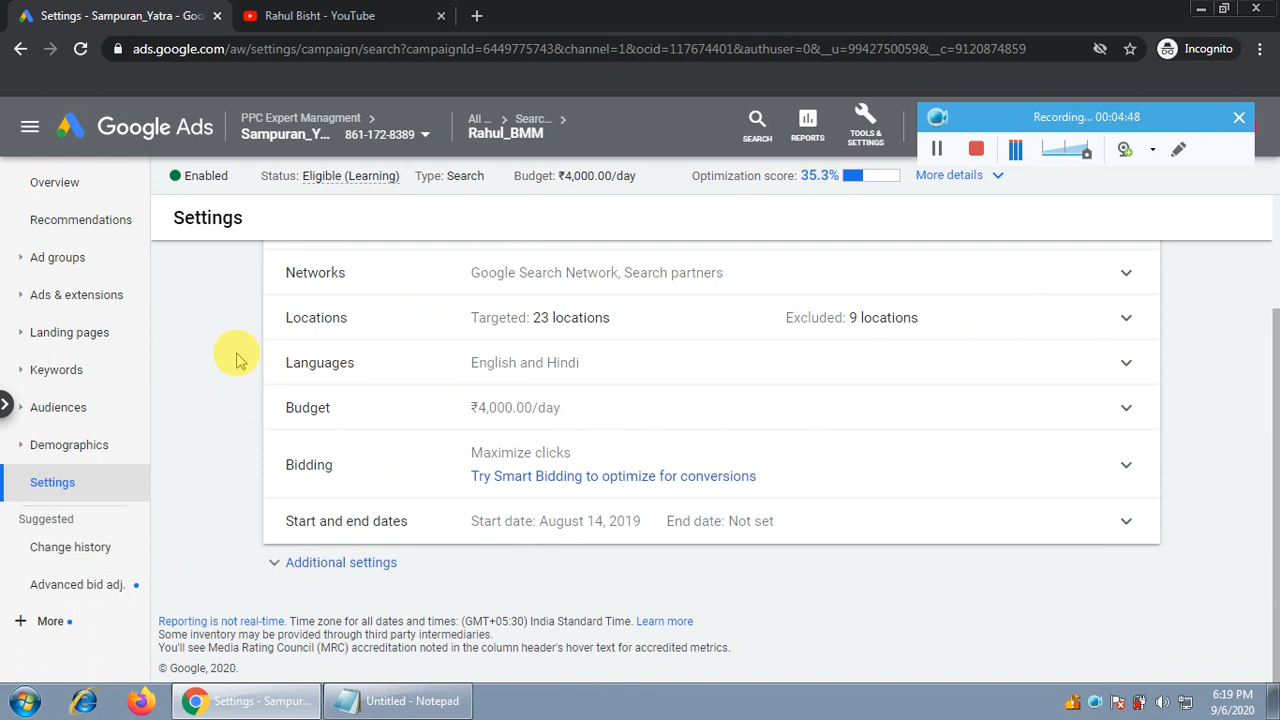 Settings - Sampuran_Yatra - Goo
Rahul Bisht - YouTube
ads.google.com/aw/settings/campaign/search?campaignId=6449775743&channel=1&ocid=117674401&authuser=0&__u=9942750059&__c=9120874859
Incognito
Google Ads
PPC Expert Managment
Sampuran_Y... 861-172-8389
All ...
Searc...
Rahul_BMM
SEARCH
REPORTS
TOOLS &
SETTINGS
Recording... 00:04:48
Enabled Status: Eligible (Learning) Type: Search Budget: ₹4,000.00/day Optimization score: 35.3% More details
Overview
Recommendations
Ad groups
Ads & extensions
Landing pages
Keywords
Audiences
Demographics
Settings
Suggested
Change history
Advanced bid adj.
More
Settings
Networks Google Search Network, Search partners
Locations Targeted: 23 locations Excluded: 9 locations
Languages English and Hindi
Budget ₹4,000.00/day
Bidding Maximize clicks
Try Smart Bidding to optimize for conversions
Start and end dates Start date: August 14, 2019 End date: Not set
Additional settings
Reporting is not real-time. Time zone for all dates and times: (GMT+05:30) India Standard Time. Learn more
Some inventory may be provided through third party intermediaries.
You'll see Media Rating Council (MRC) accreditation noted in the column header's hover text for accredited metrics.
© Google, 2020.
Settings - Sampur...
Untitled - Notepad
6:19 PM
9/6/2020